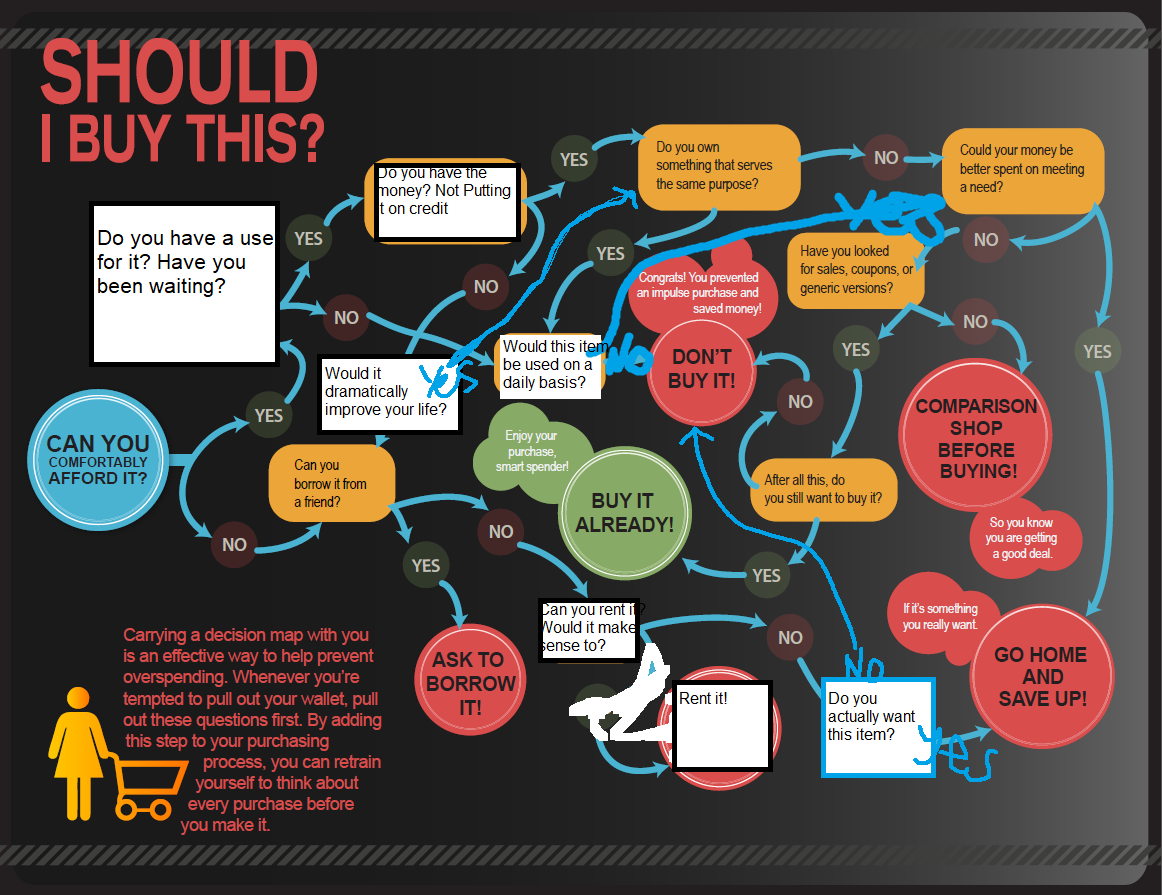 SHOULD
I BUY THIS?
YES
Do you have the
money? Not Putting
it on credit
YES
Do you own
something that serves
the same purpose?
NO
Could your money be
better spent on meeting
a need?
Do you have a use
for it? Have you
been waiting?
NO
NO
YES
Yes
NO
Have you looked
for sales, coupons, or
generic versions?
Congrats! You prevented
an impulse purchase and
saved money!
Would it
dramatically
improve your life?
Yes
Would this item
be used on a
daily basis?
No
DON'T
BUY IT!
YES
NO
YES
CAN YOU
COMFORTABLY
AFFORD IT?
YES
NO
Can you
borrow it from
a friend?
Enjoy your
purchase,
smart spender!
BUY IT
ALREADY!
NO
After all this, do
you still want to buy it?
COMPARISON
SHOP
BEFORE
BUYING!
So you know
you are getting
a good deal.
NO
YES
YES
ASK TO
BORROW
IT!
Can you rent it?
Would it make
sense to?
NO
Rent it!
NO
Do you
actually want
this item?
Yes
If it's something
you really want.
GO HOME
AND
SAVE UP!
Carrying a decision map with you
is an effective way to help prevent
overspending. Whenever you're
tempted to pull out your wallet, pull
out these questions first. By adding
this step to your purchasing
process, you can retrain
yourself to think about
every purchase before
you make it.